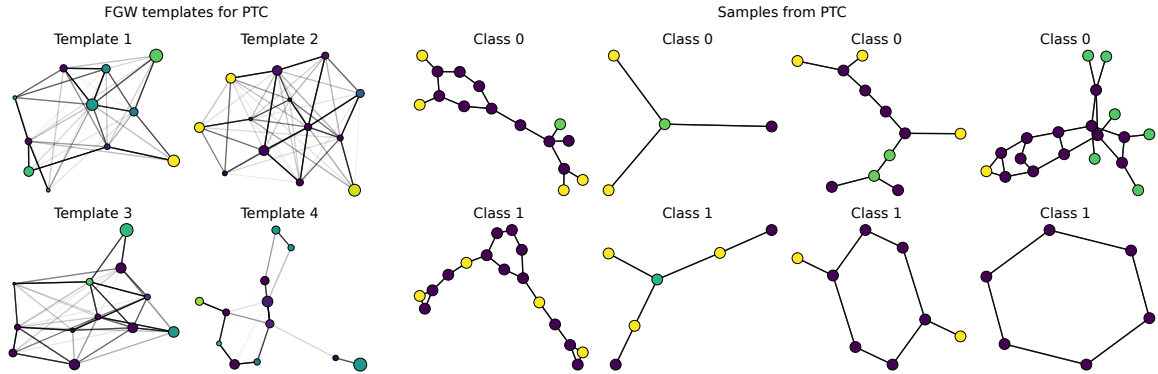 FGW templates for PTC
Samples from PTC
Template 1
Template 2
Class 0
Class 0
Class 0
Class 0
Template 3
Template 4
Class 1
Class 1
Class 1
Class 1